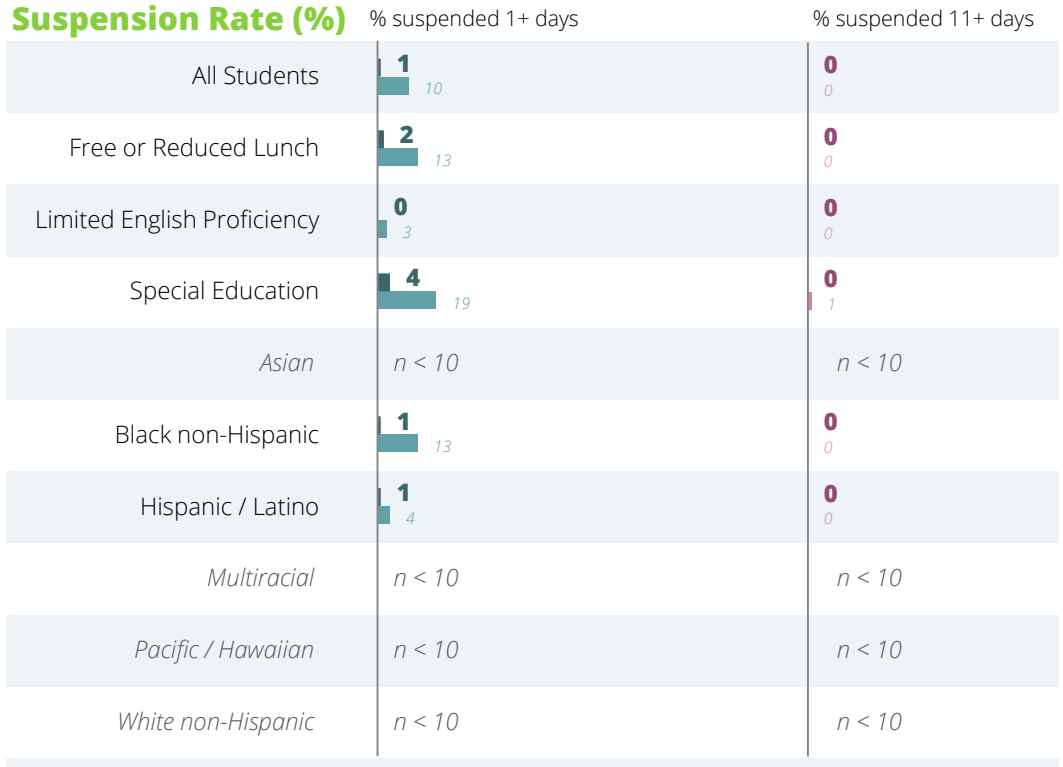 Suspension Rate (%) % suspended 1+ days % suspended 11+ days
All Students 1 0
10 0
Free or Reduced Lunch 2 0
13 0
Limited English Proficiency 0 0
3 0
Special Education 4 0
19 1
Asian n < 10 n < 10
Black non-Hispanic 1 0
13 0
Hispanic / Latino 1 0
4 0
Multiracial n < 10 n < 10
Pacific / Hawaiian n < 10 n < 10
White non-Hispanic n < 10 n < 10